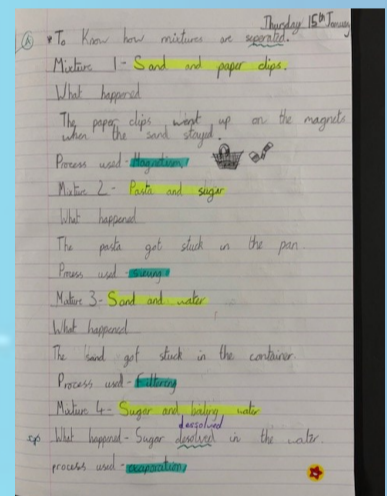 Thursday 15th January
(A) * To Know how mixtures are seperated.
Mixture 1 - Sand and paper clips.
What happened
The paper clips went up on the magnets
when the sand stayed.
Process used - Magnetism
Mixture 2 - Pasta and sugar
What happened
The pasta got stuck in the pan
Process used - sieving
Mixture 3 - Sand and water
What happened
The sand got stuck in the container.
Process used - Filtering
Mixture 4 - Sugar and boiling water
dessolved
sp What happened - Sugar desolved in the water.
process used - evaporation